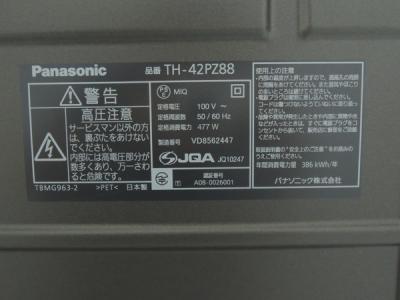 Panasonic
品番 TH-42PZ88
警告
高圧注意
サービスマン以外の方は、裏ぶたをあけないでください。
内部には高電圧部分が数多くあり、万一さわると危険です。
TBMG963-2 >PET< 日本製
PS E MIQ
定格電圧 100 V ~
定格周波数 50 / 60 Hz
定格消費電力 477 W
製造番号 VD8562447
JQA JQ10247
認証番号
A08-0026001
使用上の注意
年間消費電力量 386 kWh/年
パナソニック株式会社